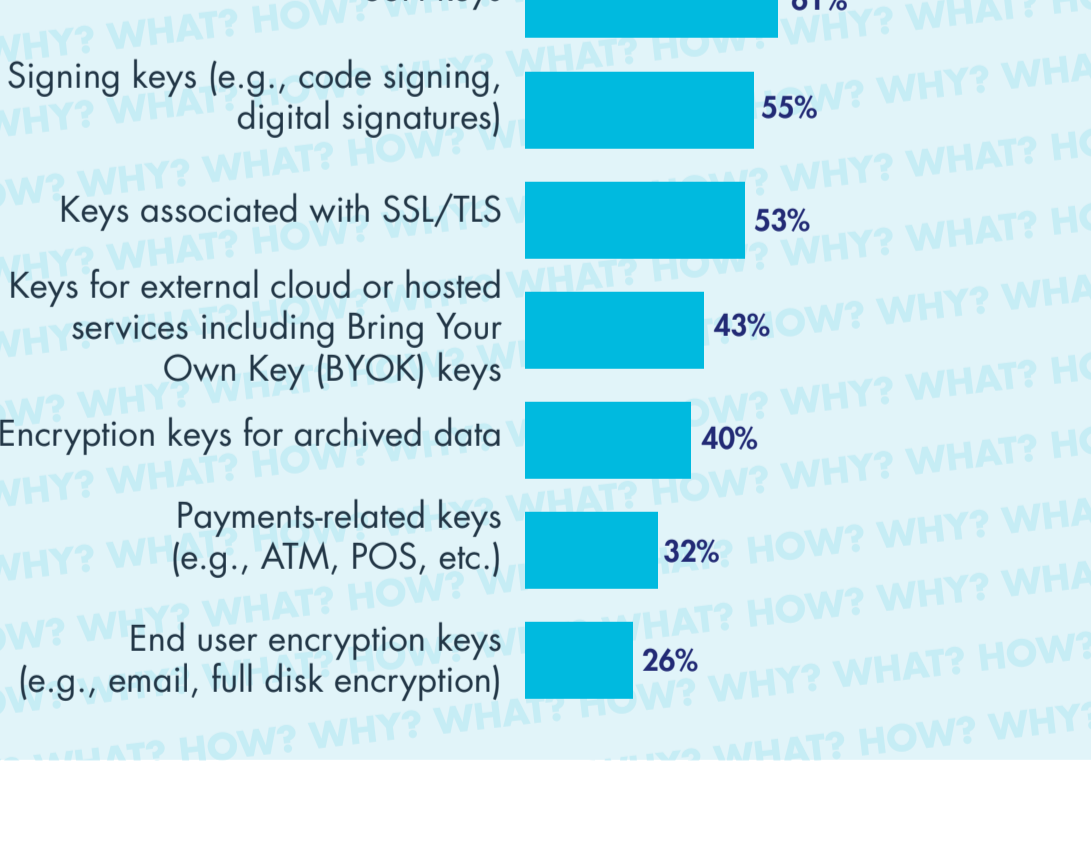 keys
61%
Signing keys (e.g., code signing,
digital signatures)
55%
Keys associated with SSL/TLS
53%
Keys for external cloud or hosted
services including Bring Your
Own Key (BYOK) keys
43%
Encryption keys for archived data
40%
Payments-related keys
(e.g., ATM, POS, etc.)
32%
End user encryption keys
(e.g., email, full disk encryption)
26%